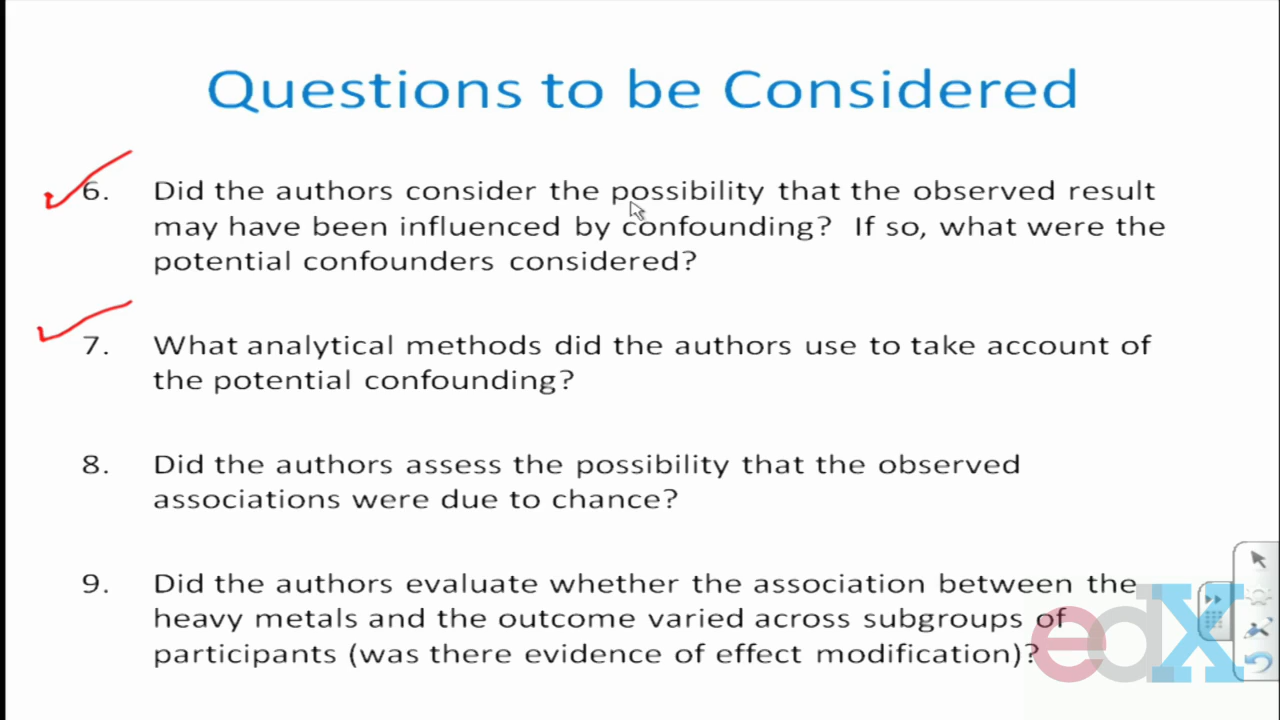 Questions to be Considered
6. Did the authors consider the possibility that the observed result
may have been influenced by confounding? If so, what were the
potential confounders considered?
7. What analytical methods did the authors use to take account of
the potential confounding?
8. Did the authors assess the possibility that the observed
associations were due to chance?
9. Did the authors evaluate whether the association between the
heavy metals and the outcome varied across subgroups of
participants (was there evidence of effect modification)?
edX